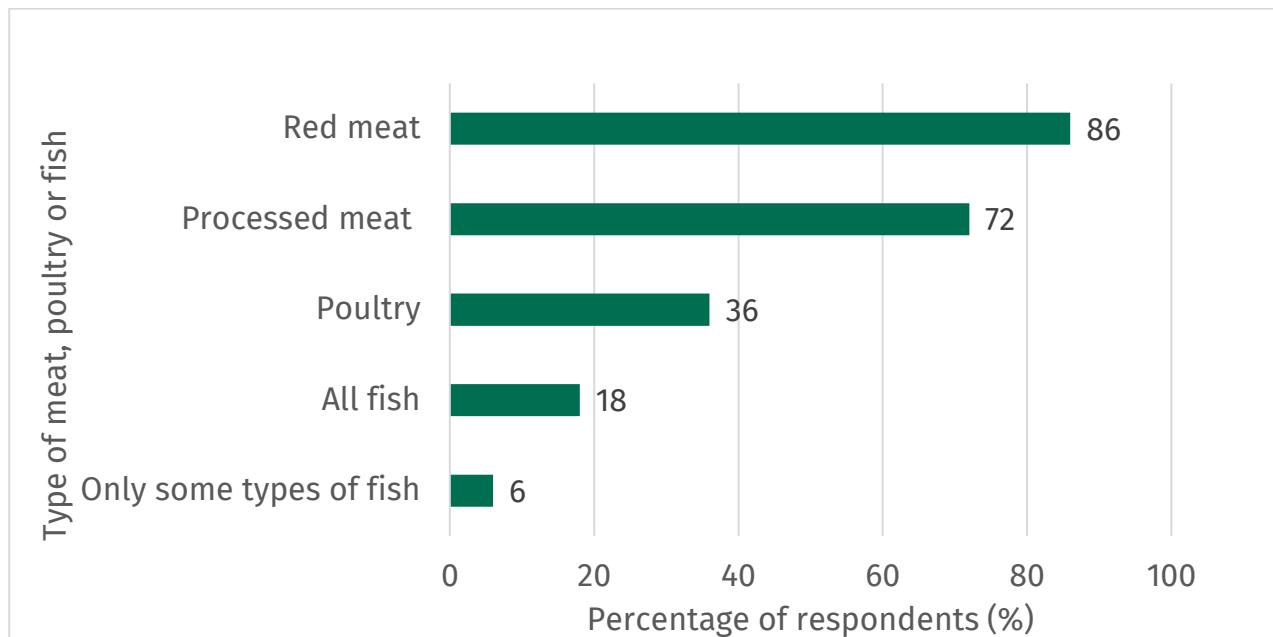 Type of meat, poultry or fish
Red meat 86
Processed meat 72
Poultry 36
All fish 18
Only some types of fish 6
0 20 40 60 80 100
Percentage of respondents (%)